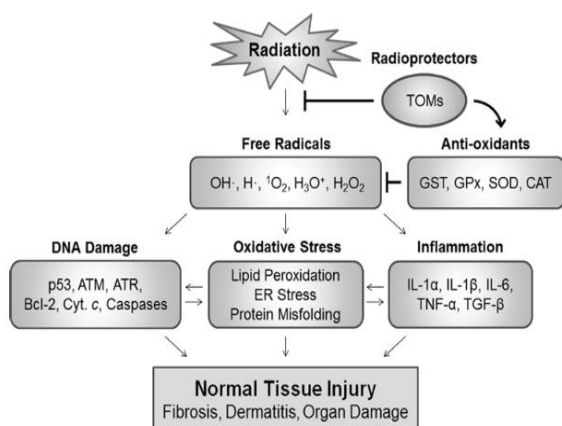 Radiation
Radioprotectors
TOMs
Free Radicals
Anti-oxidants
OH·, H·, ¹O₂, H₃O⁺, H₂O₂
GST, GPx, SOD, CAT
DNA Damage
Oxidative Stress
Inflammation
p53, ATM, ATR,
Bcl-2, Cyt. c, Caspases
Lipid Peroxidation
ER Stress
Protein Misfolding
IL-1α, IL-1β, IL-6,
TNF-α, TGF-β
Normal Tissue Injury
Fibrosis, Dermatitis, Organ Damage